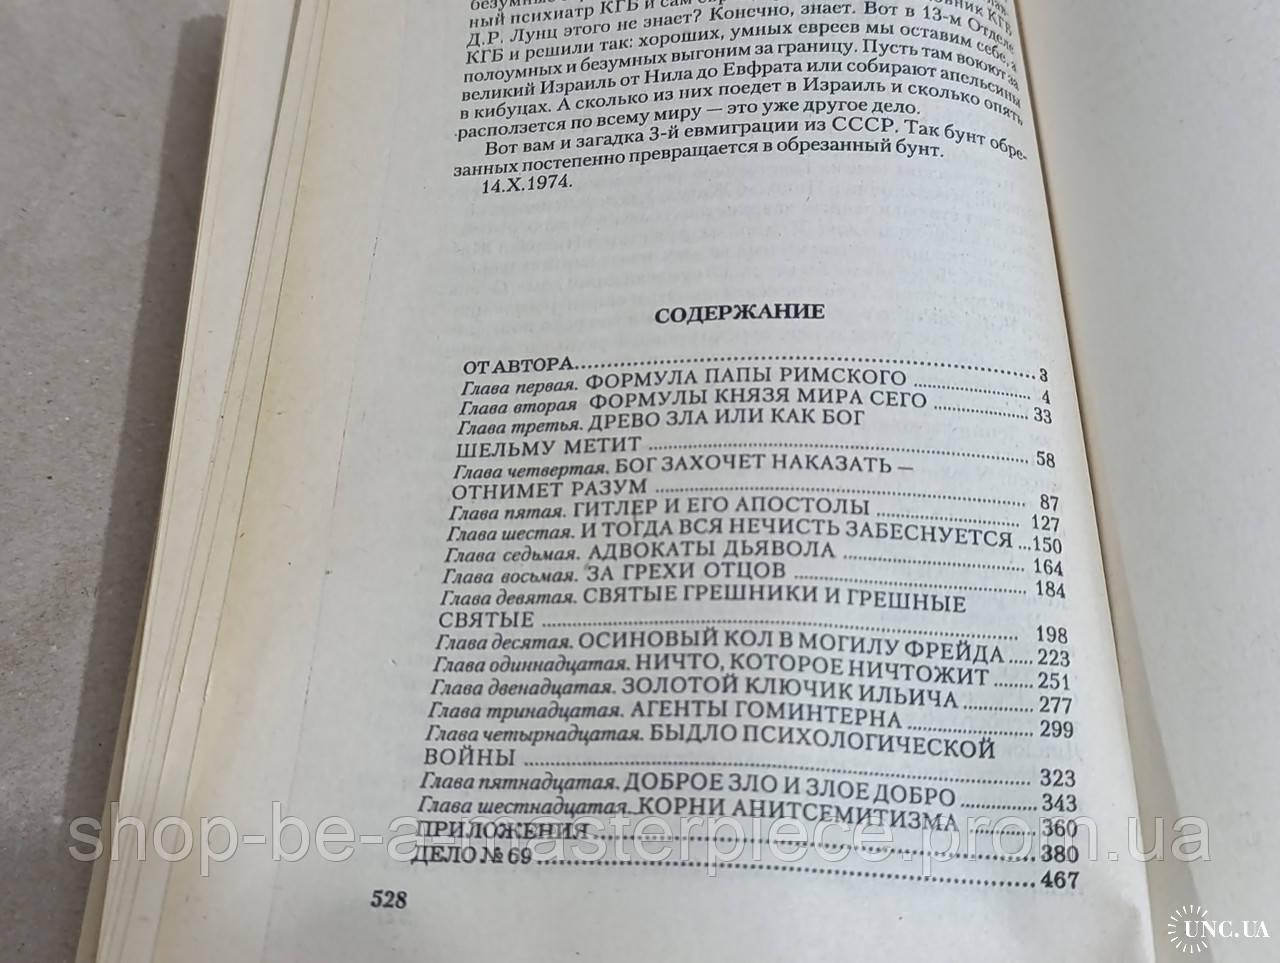 ный психиатр КГБ и сам
Д.Р. Лунц этого не знает? Конечно, знает. Вот в 13-м Отделе
КГБ и решили так: хороших, умных евреев мы оставим себе, а
полоумных и безумных выгоним за границу. Пусть там воюют за
великий Израиль от Нила до Евфрата или собирают апельсины
в кибуцах. А сколько из них поедет в Израиль и сколько опять
расползется по всему миру — это уже другое дело.
Вот вам и загадка 3-й евмиграции из СССР. Так бунт обре-
занных постепенно превращается в обрезанный бунт.
14.X.1974.
СОДЕРЖАНИЕ
ОТ АВТОРА............ 3
Глава первая. ФОРМУЛА ПАПЫ РИМСКОГО ............ 4
Глава вторая ФОРМУЛЫ КНЯЗЯ МИРА СЕГО ............ 33
Глава третья. ДРЕВО ЗЛА ИЛИ КАК БОГ
ШЕЛЬМУ МЕТИТ ............ 58
Глава четвертая. БОГ ЗАХОЧЕТ НАКАЗАТЬ —
ОТНИМЕТ РАЗУМ ............ 87
Глава пятая. ГИТЛЕР И ЕГО АПОСТОЛЫ ............ 127
Глава шестая. И ТОГДА ВСЯ НЕЧИСТЬ ЗАБЕСНУЕТСЯ ...150
Глава седьмая. АДВОКАТЫ ДЬЯВОЛА ............ 164
Глава восьмая. ЗА ГРЕХИ ОТЦОВ ............ 184
Глава девятая. СВЯТЫЕ ГРЕШНИКИ И ГРЕШНЫЕ
СВЯТЫЕ ............ 198
Глава десятая. ОСИНОВЫЙ КОЛ В МОГИЛУ ФРЕЙДА ..... 223
Глава одиннадцатая. НИЧТО, КОТОРОЕ НИЧТОЖИТ ........ 251
Глава двенадцатая. ЗОЛОТОЙ КЛЮЧИК ИЛЬИЧА ............ 277
Глава тринадцатая. АГЕНТЫ ГОМИНТЕРНА ............ 299
Глава четырнадцатая. БЫДЛО ПСИХОЛОГИЧЕСКОЙ
ВОЙНЫ ............ 323
Глава пятнадцатая. ДОБРОЕ ЗЛО И ЗЛОЕ ДОБРО ............ 343
Глава шестнадцатая. КОРНИ АНИТСЕМИТИЗМА ............ 360
ПРИЛОЖЕНИЯ ............ 380
ДЕЛО № 69 ............ 467
528
shop-be-a-masterpiece.prom.ua
UNC.UA